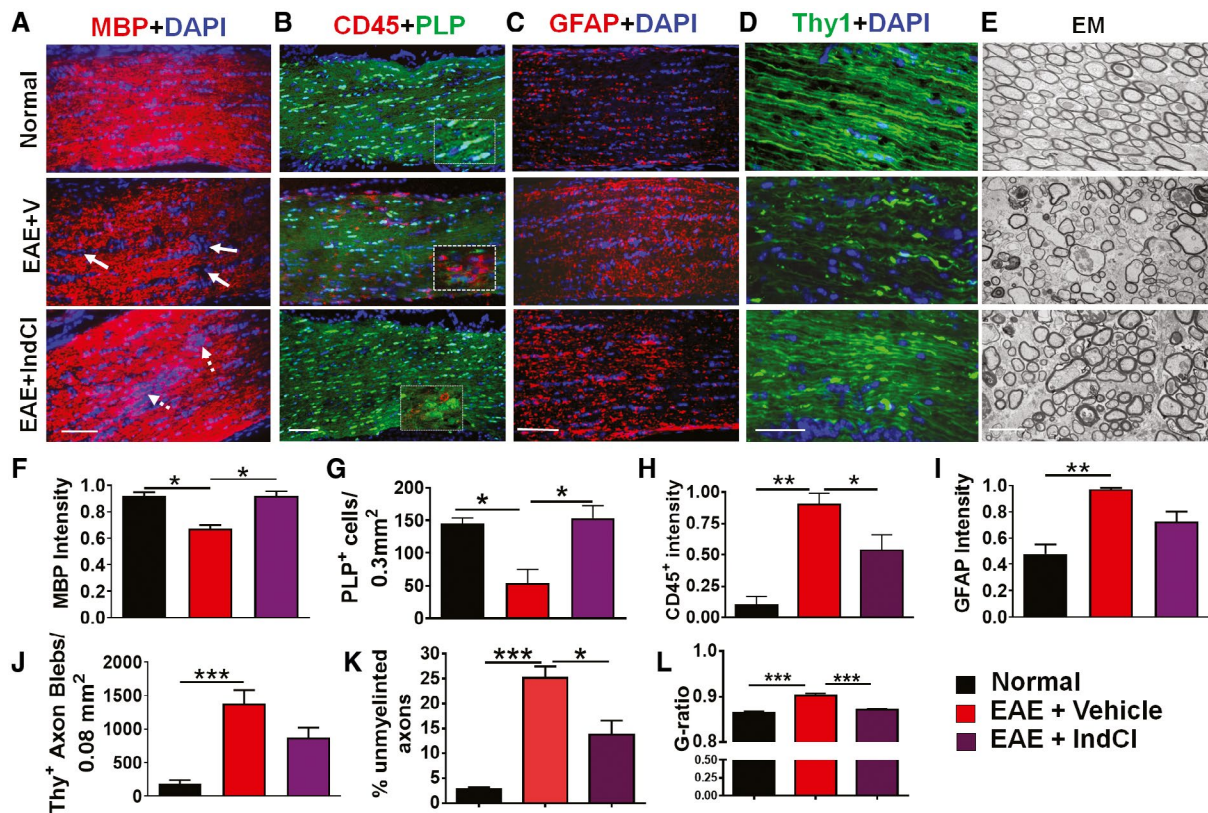 A MBP+DAPI B CD45+PLP C GFAP+DAPI D Thy1+DAPI E EM
Normal
EAE+V
EAE+IndCl
F
MBP Intensity
1.0
0.8
0.6
0.4
0.2
0.0
* *
G
PLP+ cells/
0.3mm2
200
150
100
50
0
* *
H
CD45+ intensity
1.00
0.75
0.50
0.25
0.00
** *
I
GFAP Intensity
1.0
0.8
0.6
0.4
0.2
0
**
J
Thy+ Axon Blebs/
0.08 mm2
2000
1500
1000
500
0
***
K
% unmyelinted
axons
30
25
20
15
10
5
0
*** *
L
G-ratio
1.0
0.9
0.8
0.50
0.25
0.00
*** ***
Normal
EAE + Vehicle
EAE + IndCl